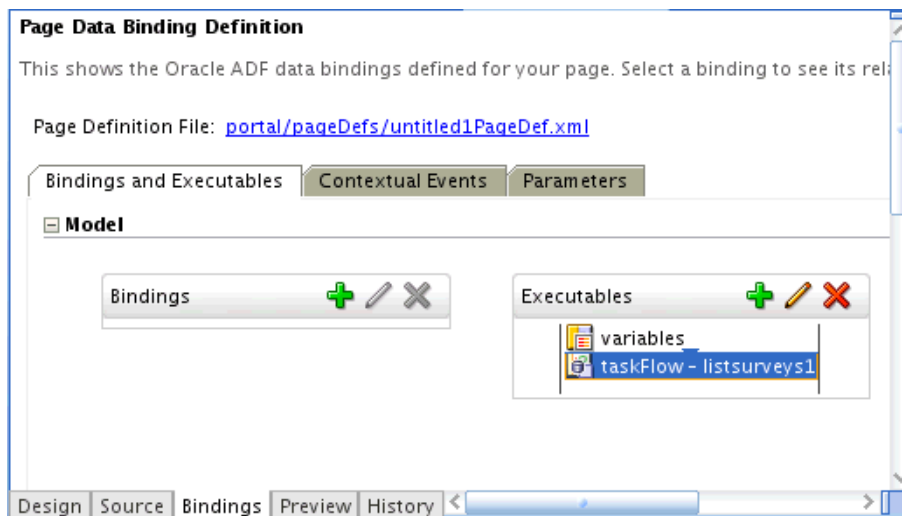 Page Data Binding Definition
This shows the Oracle ADF data bindings defined for your page. Select a binding to see its rela
Page Definition File: portal/pageDefs/untitled1PageDef.xml
Bindings and Executables Contextual Events Parameters
Model
Bindings Executables
variables
taskFlow - listsurveys1
Design Source Bindings Preview History